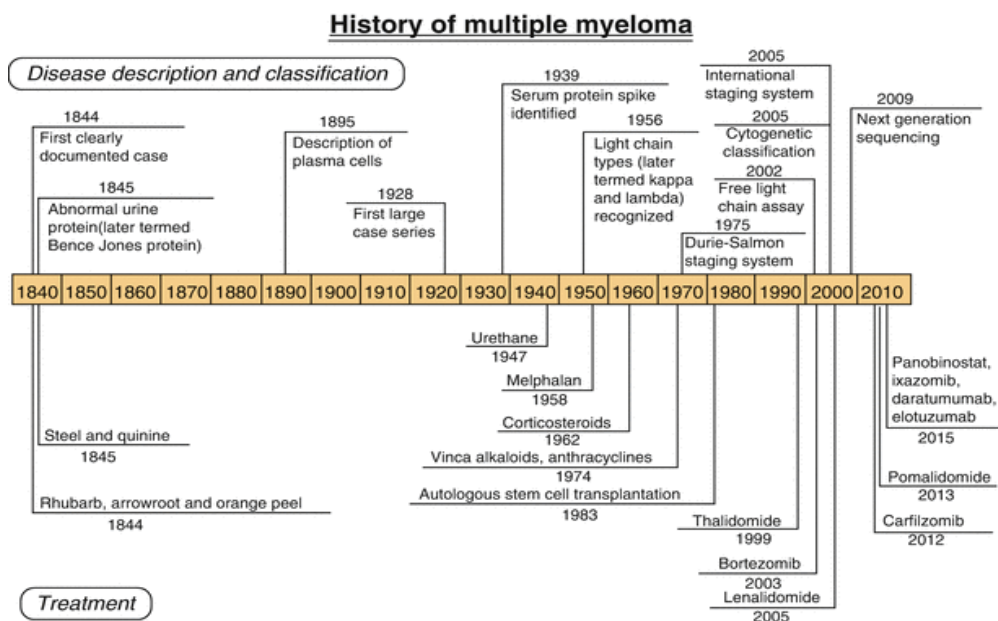 History of multiple myeloma
Disease description and classification
1844
First clearly
documented case
1845
Abnormal urine
protein(later termed
Bence Jones protein)
1895
Description of
plasma cells
1928
First large
case series
1939
Serum protein spike
identified
1956
Light chain
types (later
termed kappa
and lambda)
recognized
2005
International
staging system
2005
Cytogenetic
classification
2002
Free light
chain assay
1975
Durie-Salmon
staging system
2009
Next generation
sequencing
1840 1850 1860 1870 1880 1890 1900 1910 1920 1930 1940 1950 1960 1970 1980 1990 2000 2010
Urethane
1947
Melphalan
1958
Corticosteroids
1962
Vinca alkaloids, anthracyclines
1974
Autologous stem cell transplantation
1983
Steel and quinine
1845
Rhubarb, arrowroot and orange peel
1844
Thalidomide
1999
Bortezomib
2003
Lenalidomide
2005
Panobinostat,
ixazomib,
daratumumab,
elotuzumab
2015
Pomalidomide
2013
Carfilzomib
2012
Treatment